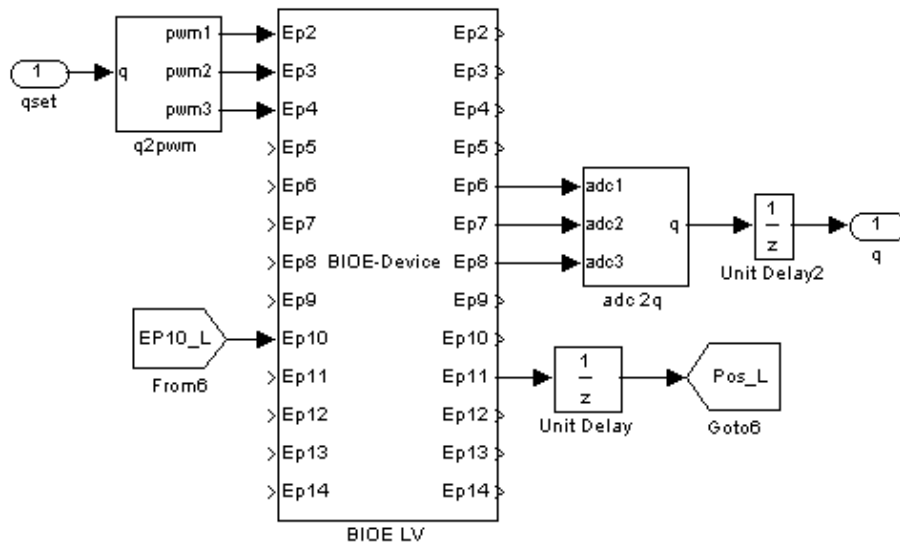 1
qset
q
pwm1
pwm2
pwm3
q2pwm
Ep2
Ep3
Ep4
Ep5
Ep6
Ep7
Ep8
Ep9
Ep10
Ep11
Ep12
Ep13
Ep14
BIOE-Device
Ep2
Ep3
Ep4
Ep5
Ep6
Ep7
Ep8
Ep9
Ep10
Ep11
Ep12
Ep13
Ep14
BIOE LV
EP10_L
From6
adc1
adc2
adc3
q
adc 2q
1
z
Unit Delay2
1
q
1
z
Unit Delay
Pos_L
Goto6